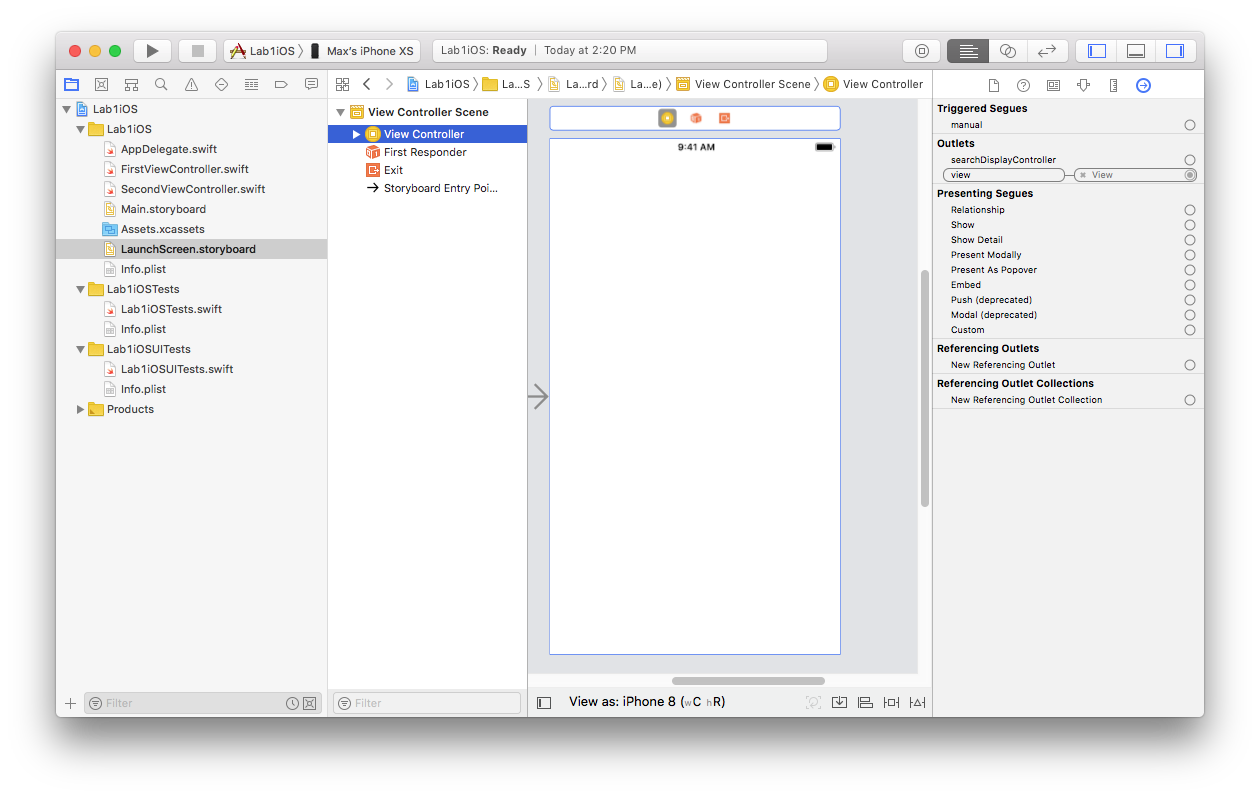 Lab1iOS Max's iPhone XS Lab1iOS: Ready | Today at 2:20 PM
Lab1iOS La...S La...rd La...e) View Controller Scene View Controller
Lab1iOS
Lab1iOS
AppDelegate.swift
FirstViewController.swift
SecondViewController.swift
Main.storyboard
Assets.xcassets
LaunchScreen.storyboard
Info.plist
Lab1iOSTests
Lab1iOSTests.swift
Info.plist
Lab1iOSUITests
Lab1iOSUITests.swift
Info.plist
Products
Filter
View Controller Scene
View Controller
First Responder
Exit
Storyboard Entry Poi...
Filter
9:41 AM
View as: iPhone 8 (wC hR)
Triggered Segues
manual
Outlets
searchDisplayController
view View
Presenting Segues
Relationship
Show
Show Detail
Present Modally
Present As Popover
Embed
Push (deprecated)
Modal (deprecated)
Custom
Referencing Outlets
New Referencing Outlet
Referencing Outlet Collections
New Referencing Outlet Collection